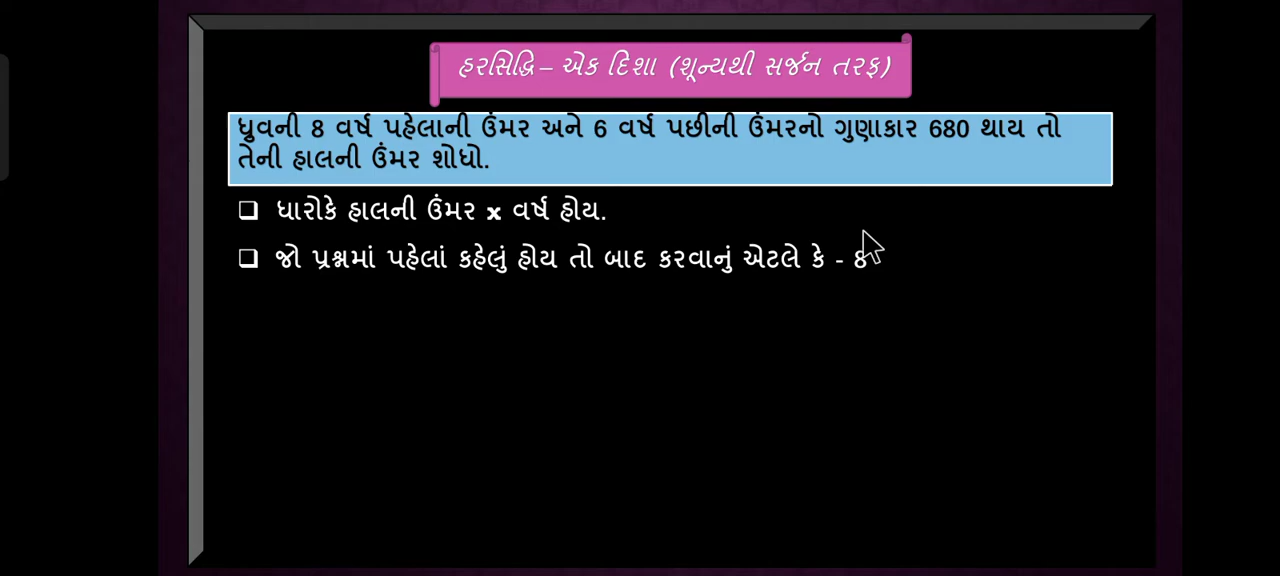 હરસિદ્ધિ – એક દિશા (શૂન્યથી સર્જન તરફ)
ધ્રુવની 8 વર્ષ પહેલાની ઉંમર અને 6 વર્ષ પછીની ઉંમરનો ગુણાકાર 680 થાય તો
તેની હાલની ઉંમર શોધો.
❑ ધારોકે હાલની ઉંમર x વર્ષ હોય.
❑ જો પ્રશ્નમાં પહેલાં કહેલું હોય તો બાદ કરવાનું એટલે કે - 8